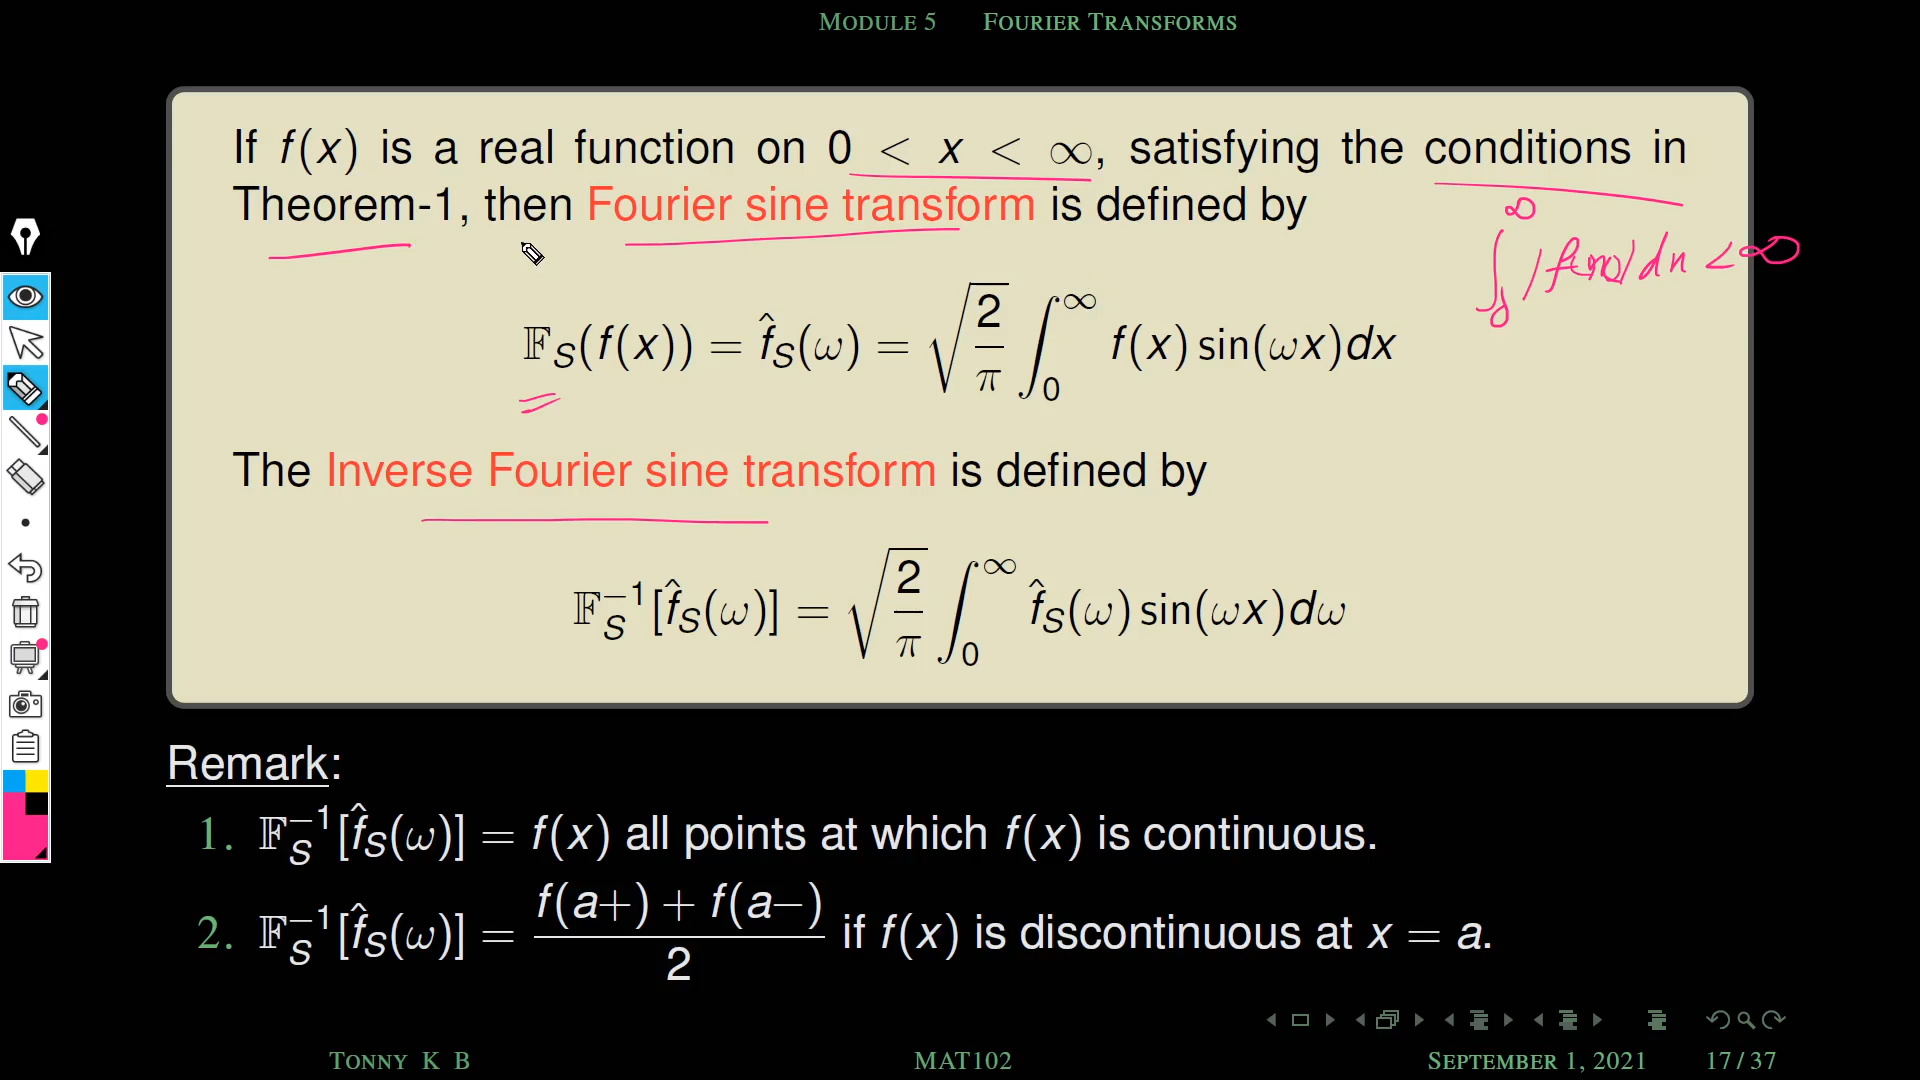 MODULE 5 FOURIER TRANSFORMS
If f(x) is a real function on 0 < x < ∞, satisfying the conditions in
Theorem-1, then Fourier sine transform is defined by
∫₀^∞ |f(x)| dx < ∞
𝔽_S(f(x)) = f̂_S(ω) = √(2/π) ∫₀^∞ f(x) sin(ωx)dx
The Inverse Fourier sine transform is defined by
𝔽_S⁻¹[f̂_S(ω)] = √(2/π) ∫₀^∞ f̂_S(ω) sin(ωx)dω
Remark:
1. 𝔽_S⁻¹[f̂_S(ω)] = f(x) all points at which f(x) is continuous.
2. 𝔽_S⁻¹[f̂_S(ω)] = (f(a+) + f(a−))/2 if f(x) is discontinuous at x = a.
TONNY K B MAT102 SEPTEMBER 1, 2021 17 / 37